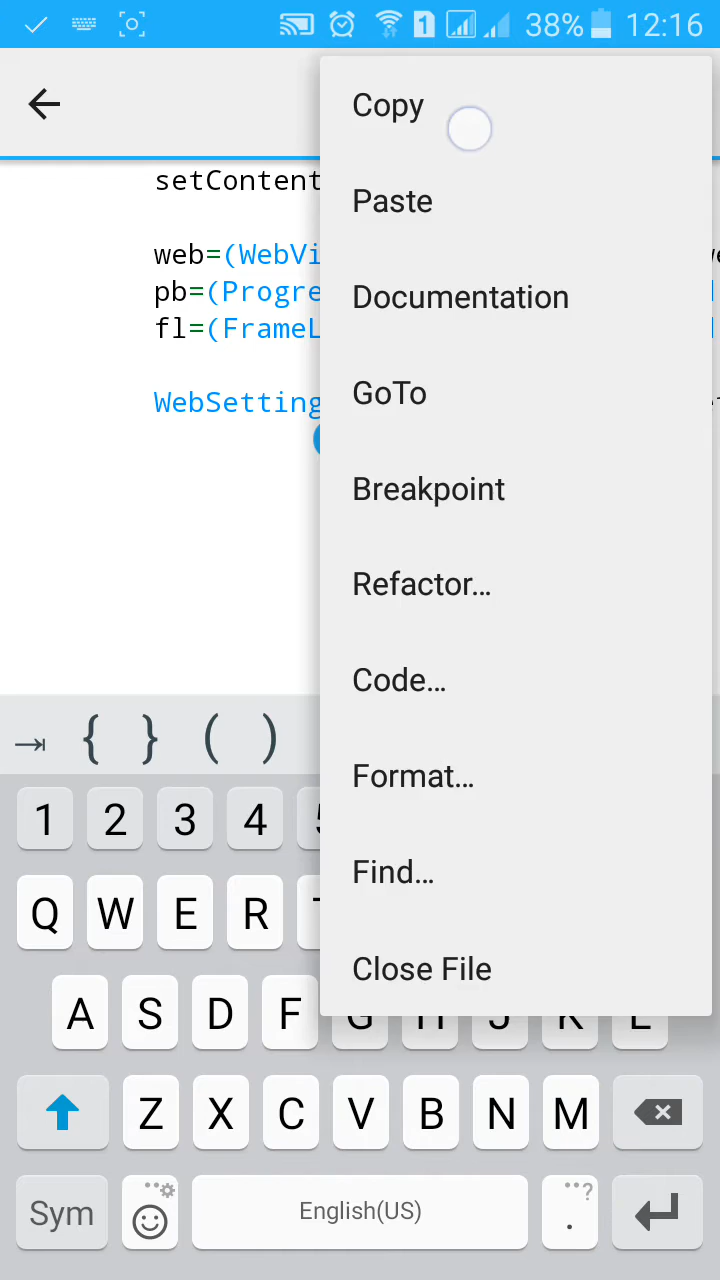 38% 12:16
Copy
setContent
Paste
web=(WebVi
pb=(Progre
Documentation
fl=(FrameL
GoTo
WebSetting
Breakpoint
Refactor…
Code…
{ } ( )
Format…
1 2 3 4
Find…
Q W E R
Close File
A S D F G H J K L
Z X C V B N M
Sym English(US) . ?